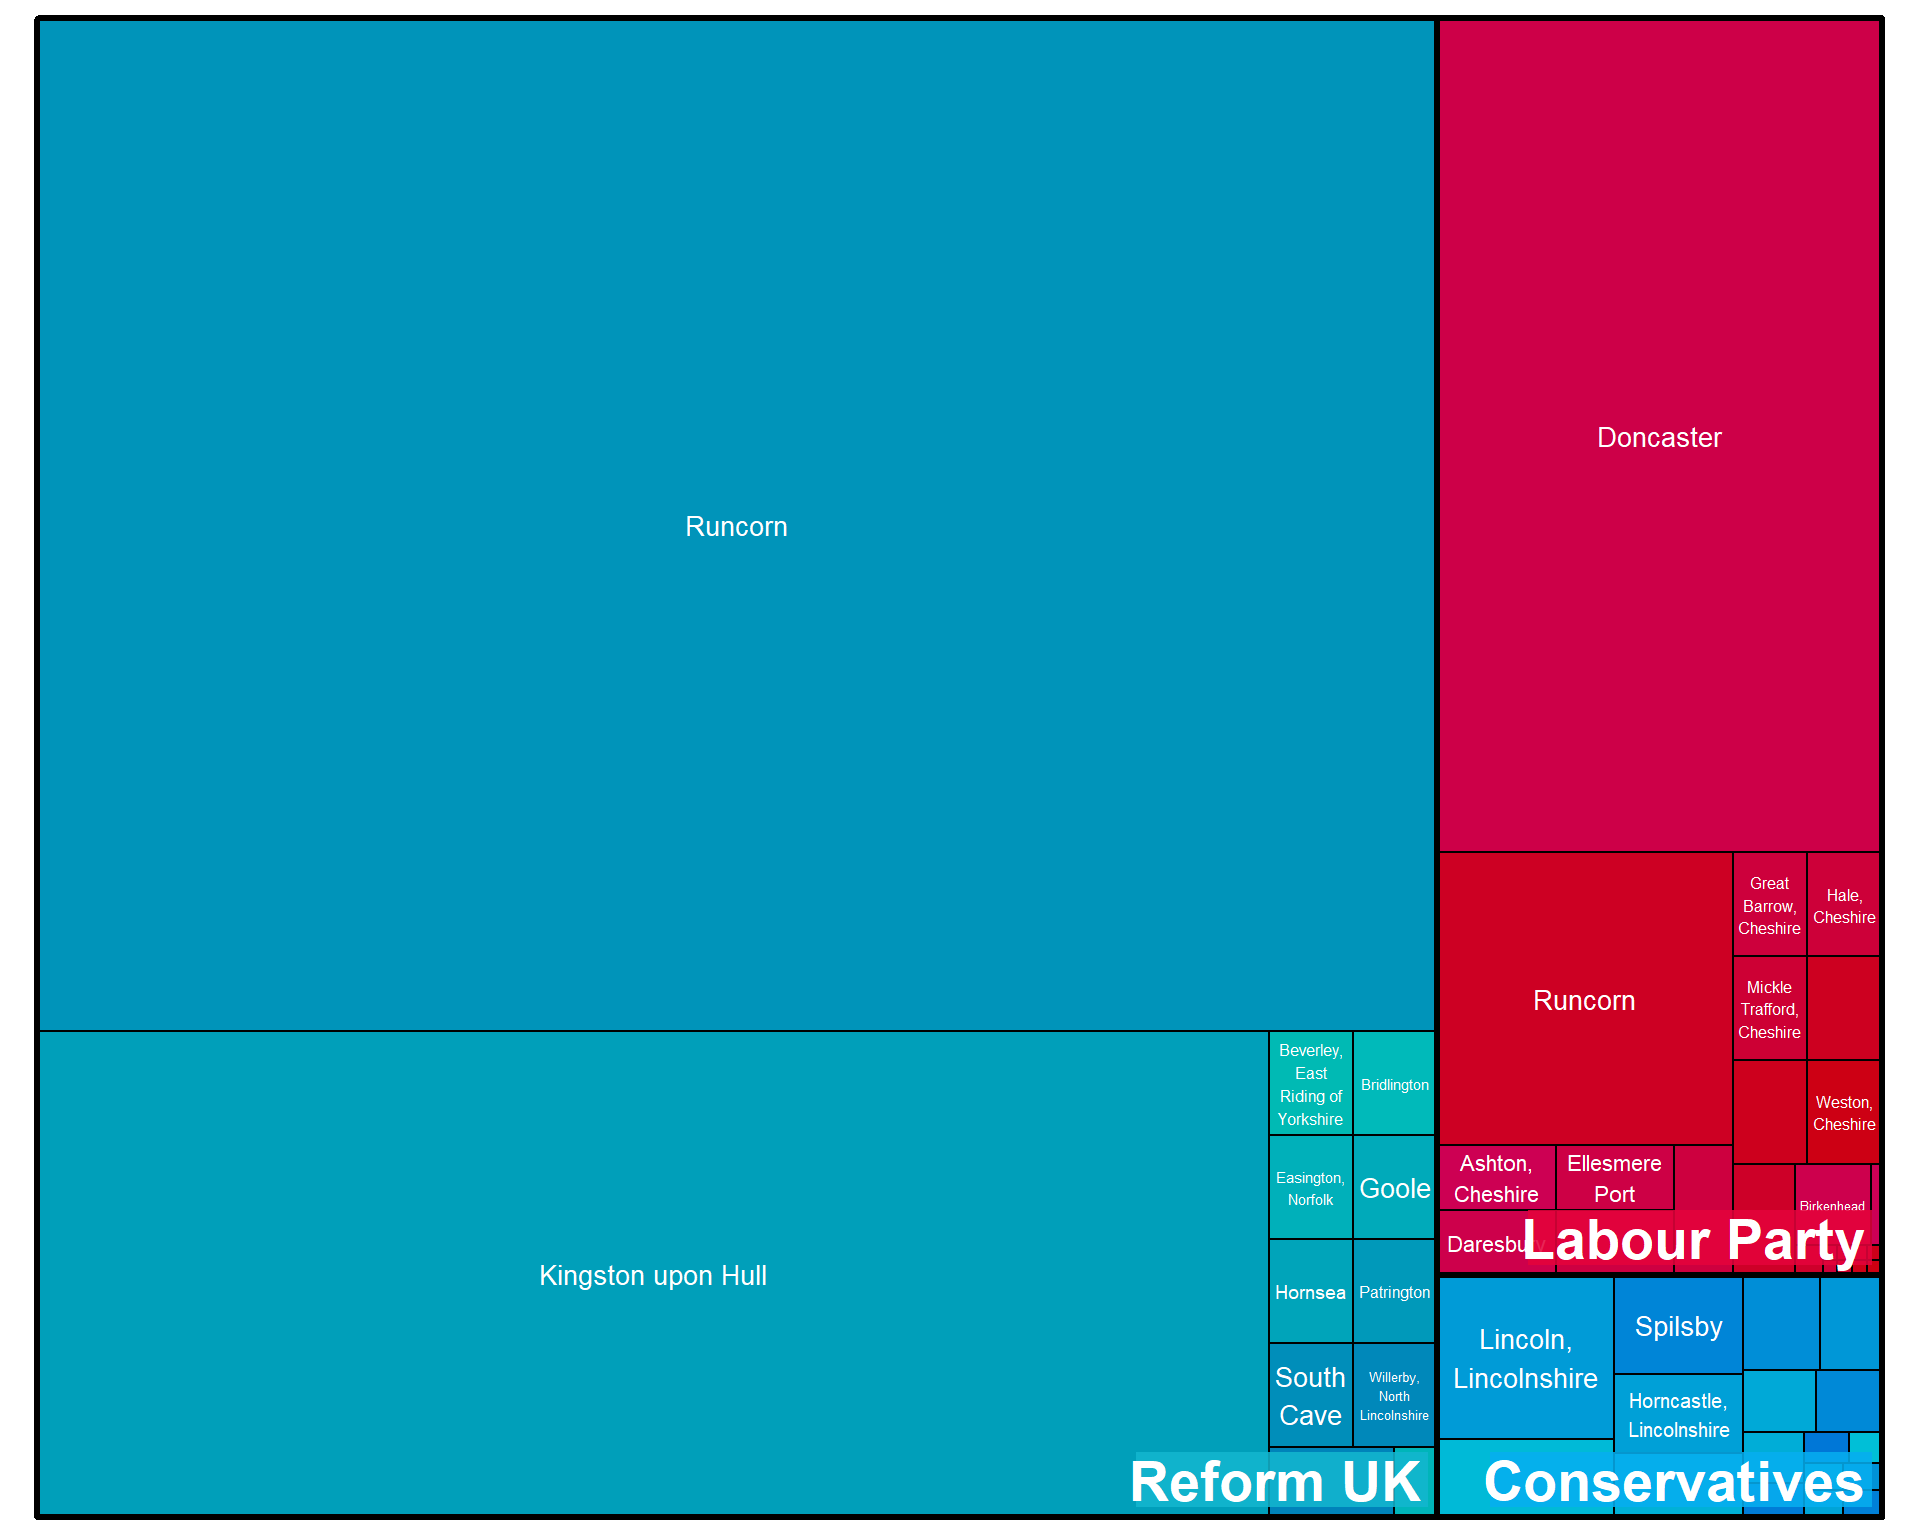 Runcorn
Kingston upon Hull
Beverley,
East
Riding of
Yorkshire
Bridlington
Easington,
Norfolk
Goole
Hornsea
Patrington
South
Cave
Willerby,
North
Lincolnshire
Reform UK
Doncaster
Runcorn
Great
Barrow,
Cheshire
Hale,
Cheshire
Mickle
Trafford,
Cheshire
Weston,
Cheshire
Ashton,
Cheshire
Ellesmere
Port
Birkenhead
Daresbury
Labour Party
Lincoln,
Lincolnshire
Spilsby
Horncastle,
Lincolnshire
Conservatives